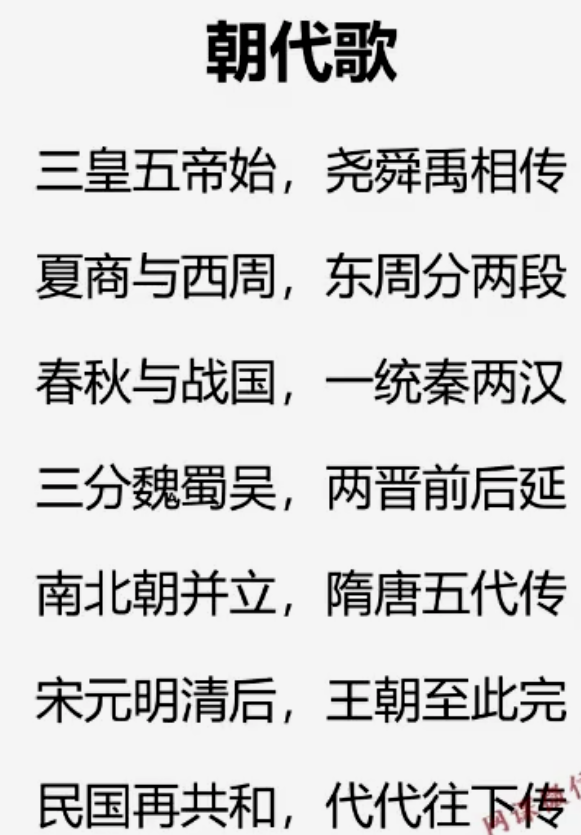 朝代歌
三皇五帝始，尧舜禹相传
夏商与西周，东周分两段
春秋与战国，一统秦两汉
三分魏蜀吴，两晋前后延
南北朝并立，隋唐五代传
宋元明清后，王朝至此完
民国再共和，代代往下传